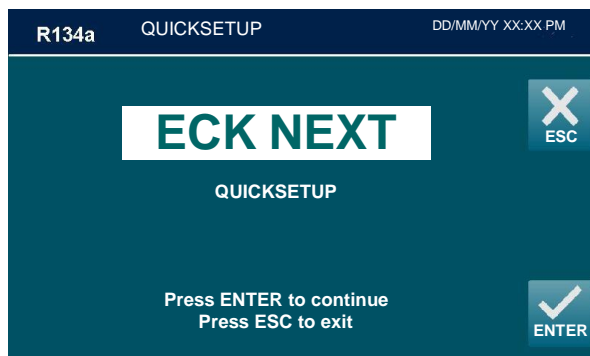 R134a QUICKSETUP DD/MM/YY XX:XX PM
ECK NEXT
ESC
QUICKSETUP
Press ENTER to continue
Press ESC to exit
ENTER